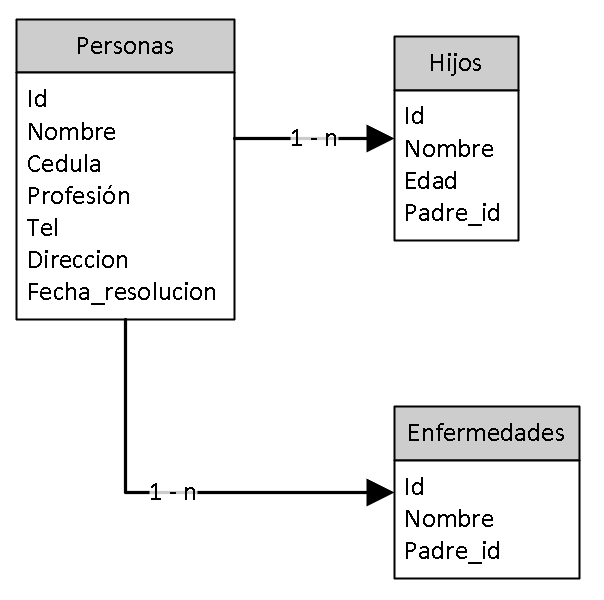 Personas
Id
Nombre
Cedula
Profesión
Tel
Direccion
Fecha_resolucion
1 - n
Hijos
Id
Nombre
Edad
Padre_id
1 - n
Enfermedades
Id
Nombre
Padre_id